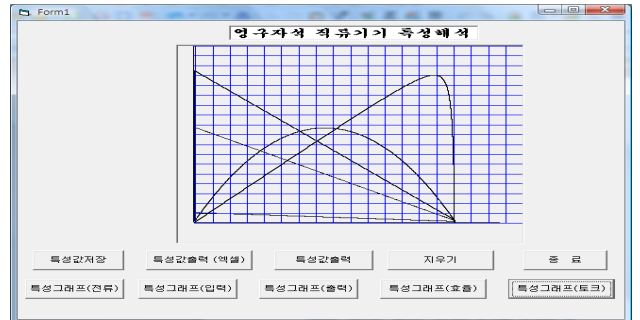 Form1
영구자석 직류기기 특성해석
특성값저장 특성값출력 (엑셀) 특성값출력 지우기 종 료
특성그래프(전류) 특성그래프(입력) 특성그래프(출력) 특성그래프(효율) 특성그래프(토크)